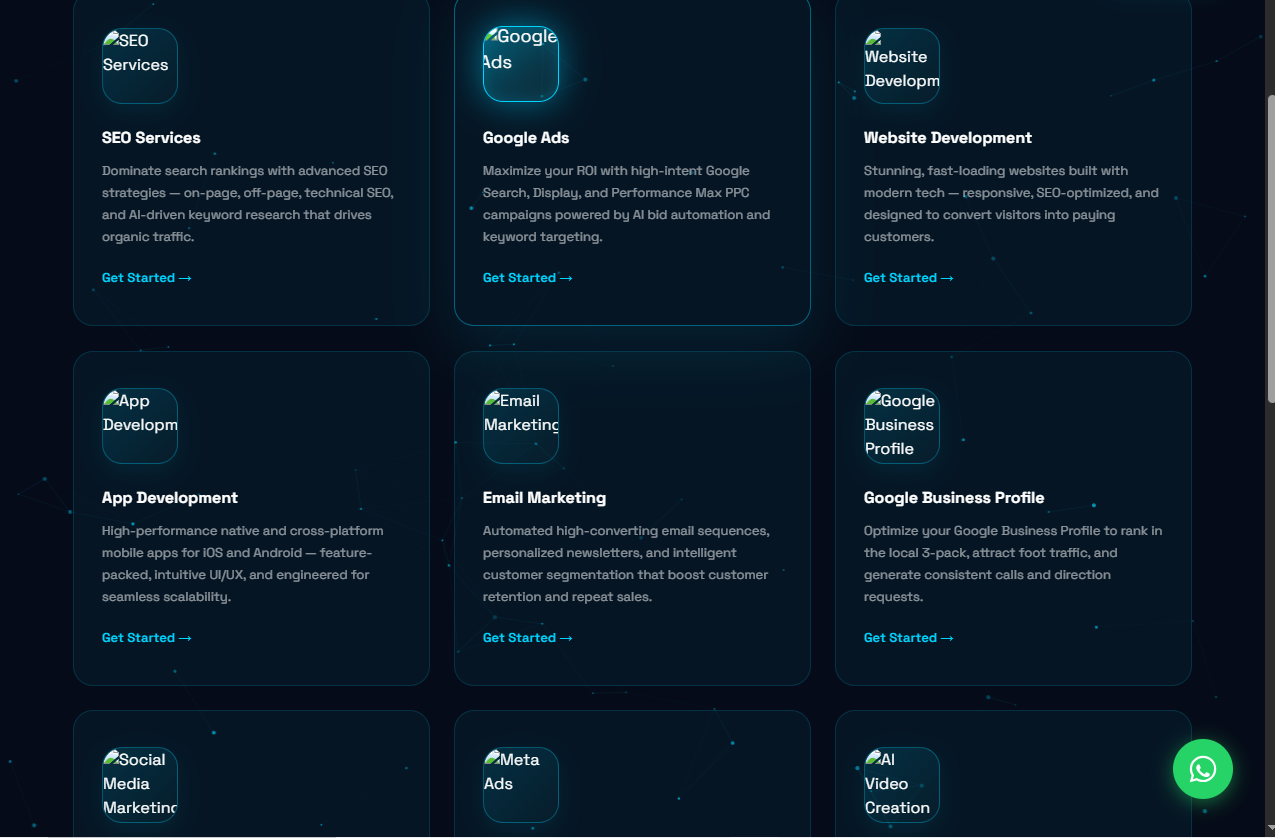 SEO
Services
Google
Ads
Website
Developm
SEO Services
Google Ads
Website Development
Dominate search rankings with advanced SEO
strategies — on-page, off-page, technical SEO,
and AI-driven keyword research that drives
organic traffic.
Maximize your ROI with high-intent Google
Search, Display, and Performance Max PPC
campaigns powered by AI bid automation and
keyword targeting.
Stunning, fast-loading websites built with
modern tech — responsive, SEO-optimized, and
designed to convert visitors into paying
customers.
Get Started →
Get Started →
Get Started →
App
Developm
Email
Marketing
Google
Business
Profile
App Development
Email Marketing
Google Business Profile
High-performance native and cross-platform
mobile apps for iOS and Android — feature-
packed, intuitive UI/UX, and engineered for
seamless scalability.
Automated high-converting email sequences,
personalized newsletters, and intelligent
customer segmentation that boost customer
retention and repeat sales.
Optimize your Google Business Profile to rank in
the local 3-pack, attract foot traffic, and
generate consistent calls and direction
requests.
Get Started →
Get Started →
Get Started →
Social
Media
Marketing
Meta
Ads
AI
Video
Creation